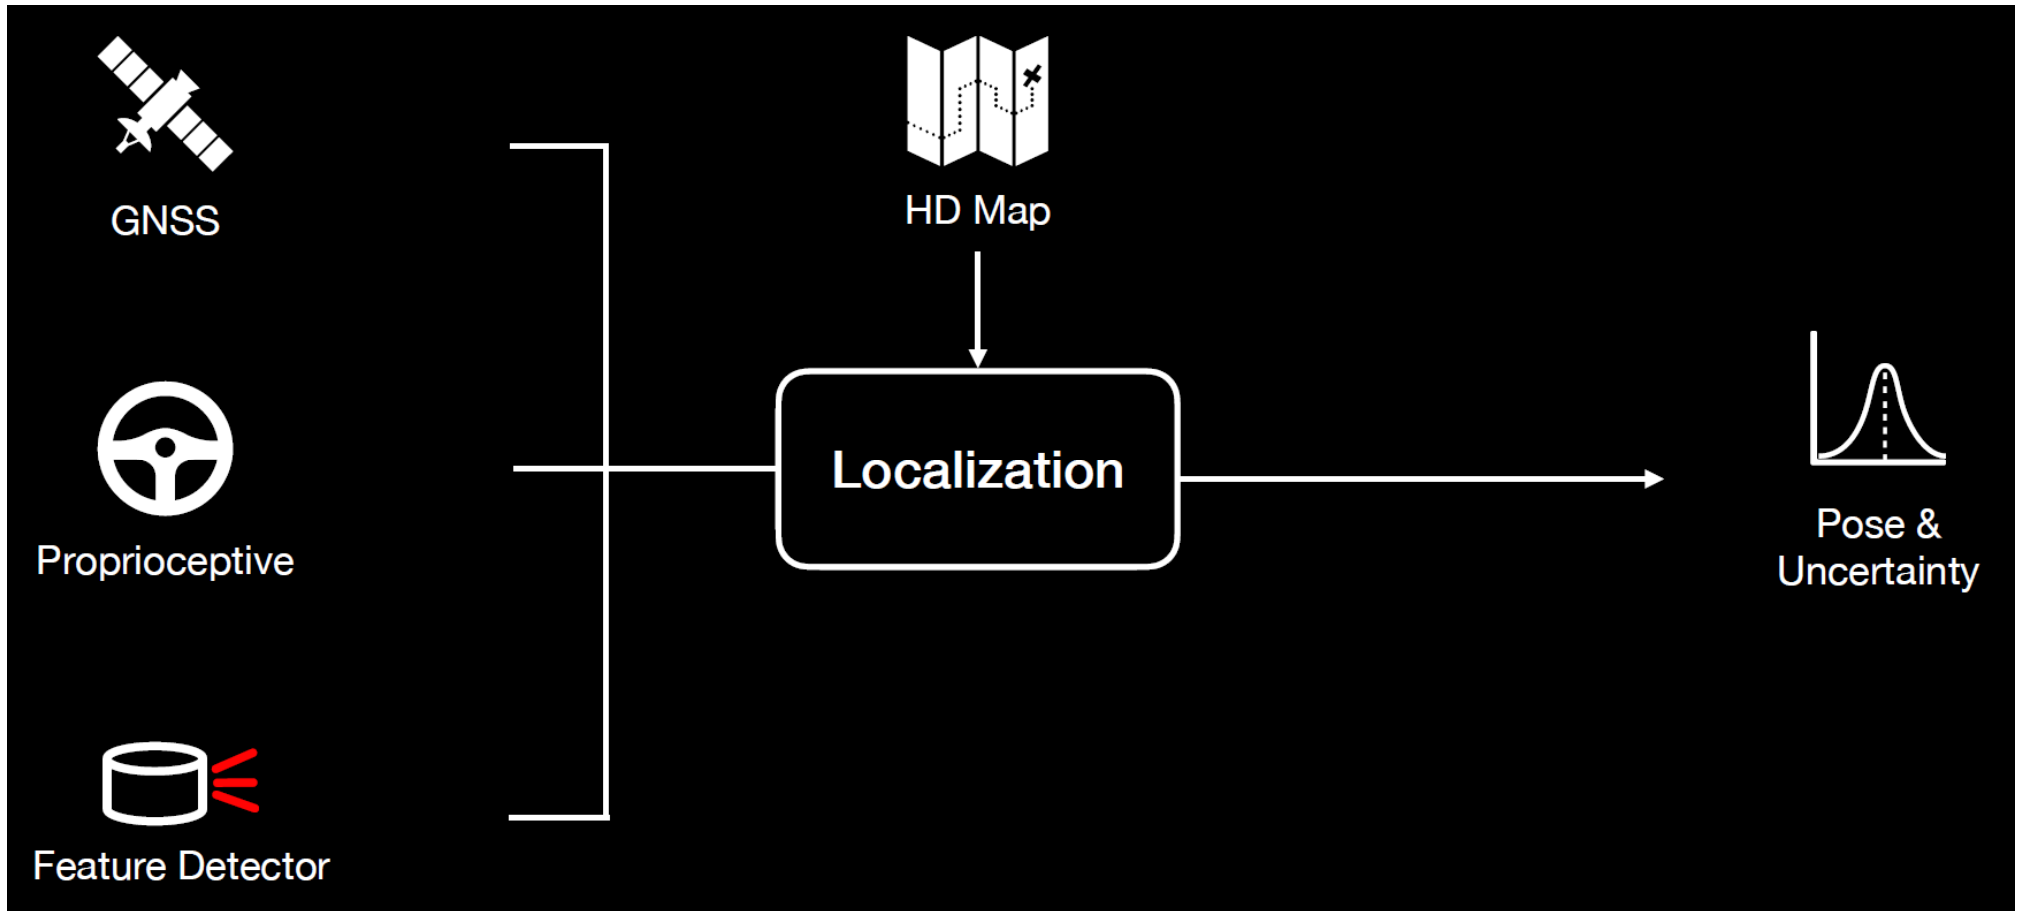 GNSS
HD Map
Proprioceptive
Localization
Pose &
Uncertainty
Feature Detector